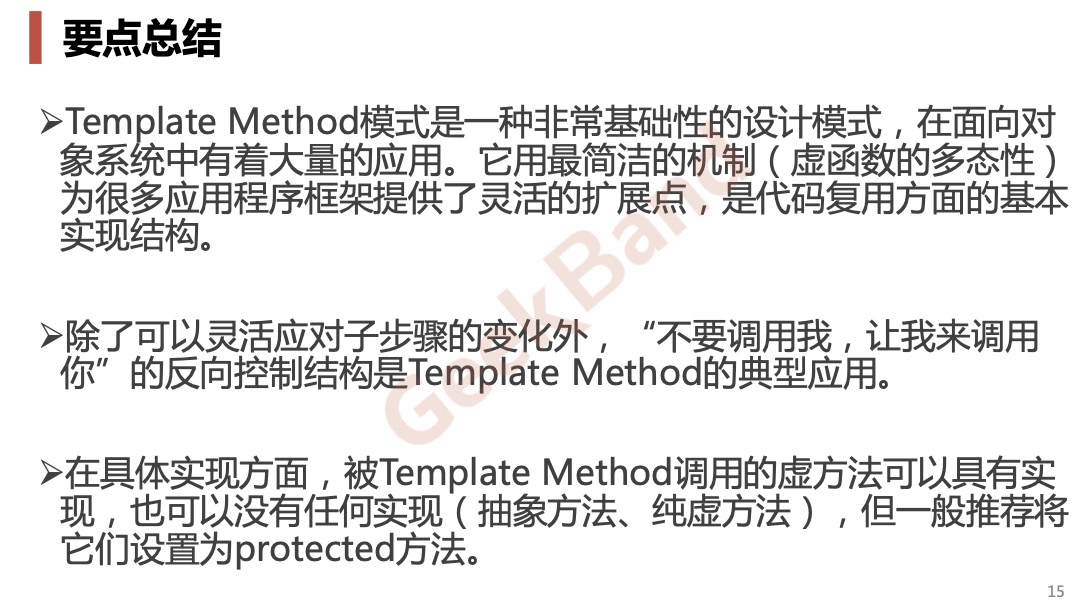 要点总结
➢Template Method模式是一种非常基础性的设计模式，在面向对
象系统中有着大量的应用。它用最简洁的机制（虚函数的多态性）
为很多应用程序框架提供了灵活的扩展点，是代码复用方面的基本
实现结构。
➢除了可以灵活应对子步骤的变化外，“不要调用我，让我来调用
你”的反向控制结构是Template Method的典型应用。
➢在具体实现方面，被Template Method调用的虚方法可以具有实
现，也可以没有任何实现（抽象方法、纯虚方法），但一般推荐将
它们设置为protected方法。
GeekBand
15